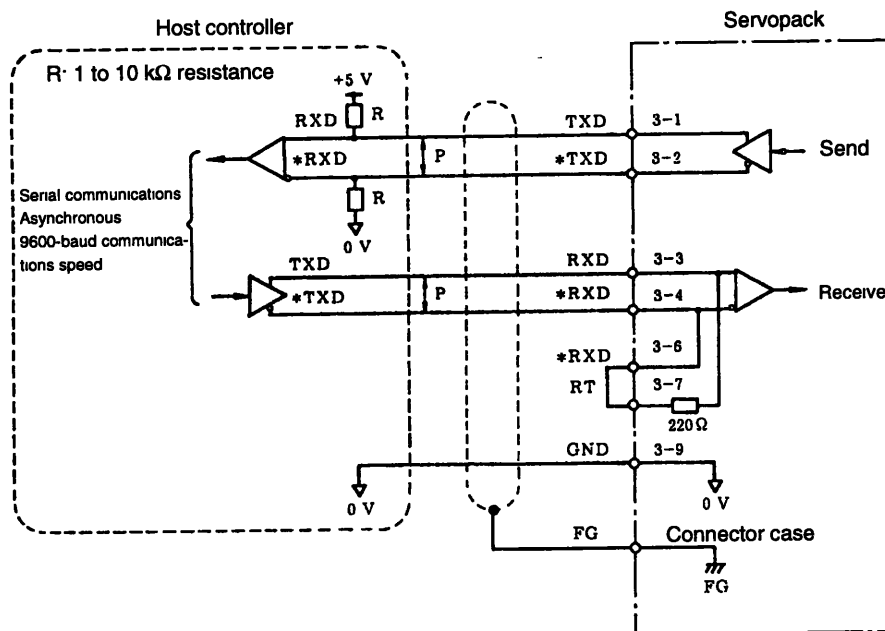 Host controller
Servopack
R· 1 to 10 kΩ resistance
+5 V
R
RXD
TXD
3-1
*RXD
P
*TXD
3-2
Send
R
0 V
Serial communications
Asynchronous
9600-baud communica-
tions speed
TXD
RXD
3-3
*TXD
P
*RXD
3-4
Receive
*RXD
3-6
RT
3-7
220Ω
GND
3-9
0 V
0 V
FG
Connector case
FG